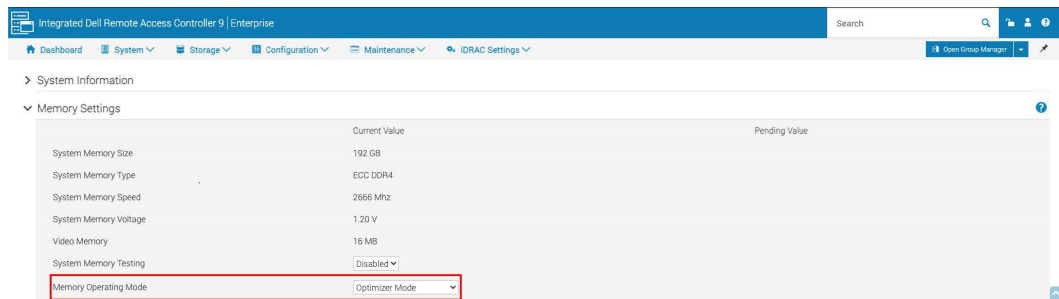 Integrated Dell Remote Access Controller 9 | Enterprise Search
Dashboard System Storage Configuration Maintenance iDRAC Settings Open Group Manager
System Information
Memory Settings
Current Value Pending Value
System Memory Size 192 GB
System Memory Type ECC DDR4
System Memory Speed 2666 Mhz
System Memory Voltage 1.20 V
Video Memory 16 MB
System Memory Testing Disabled
Memory Operating Mode Optimizer Mode